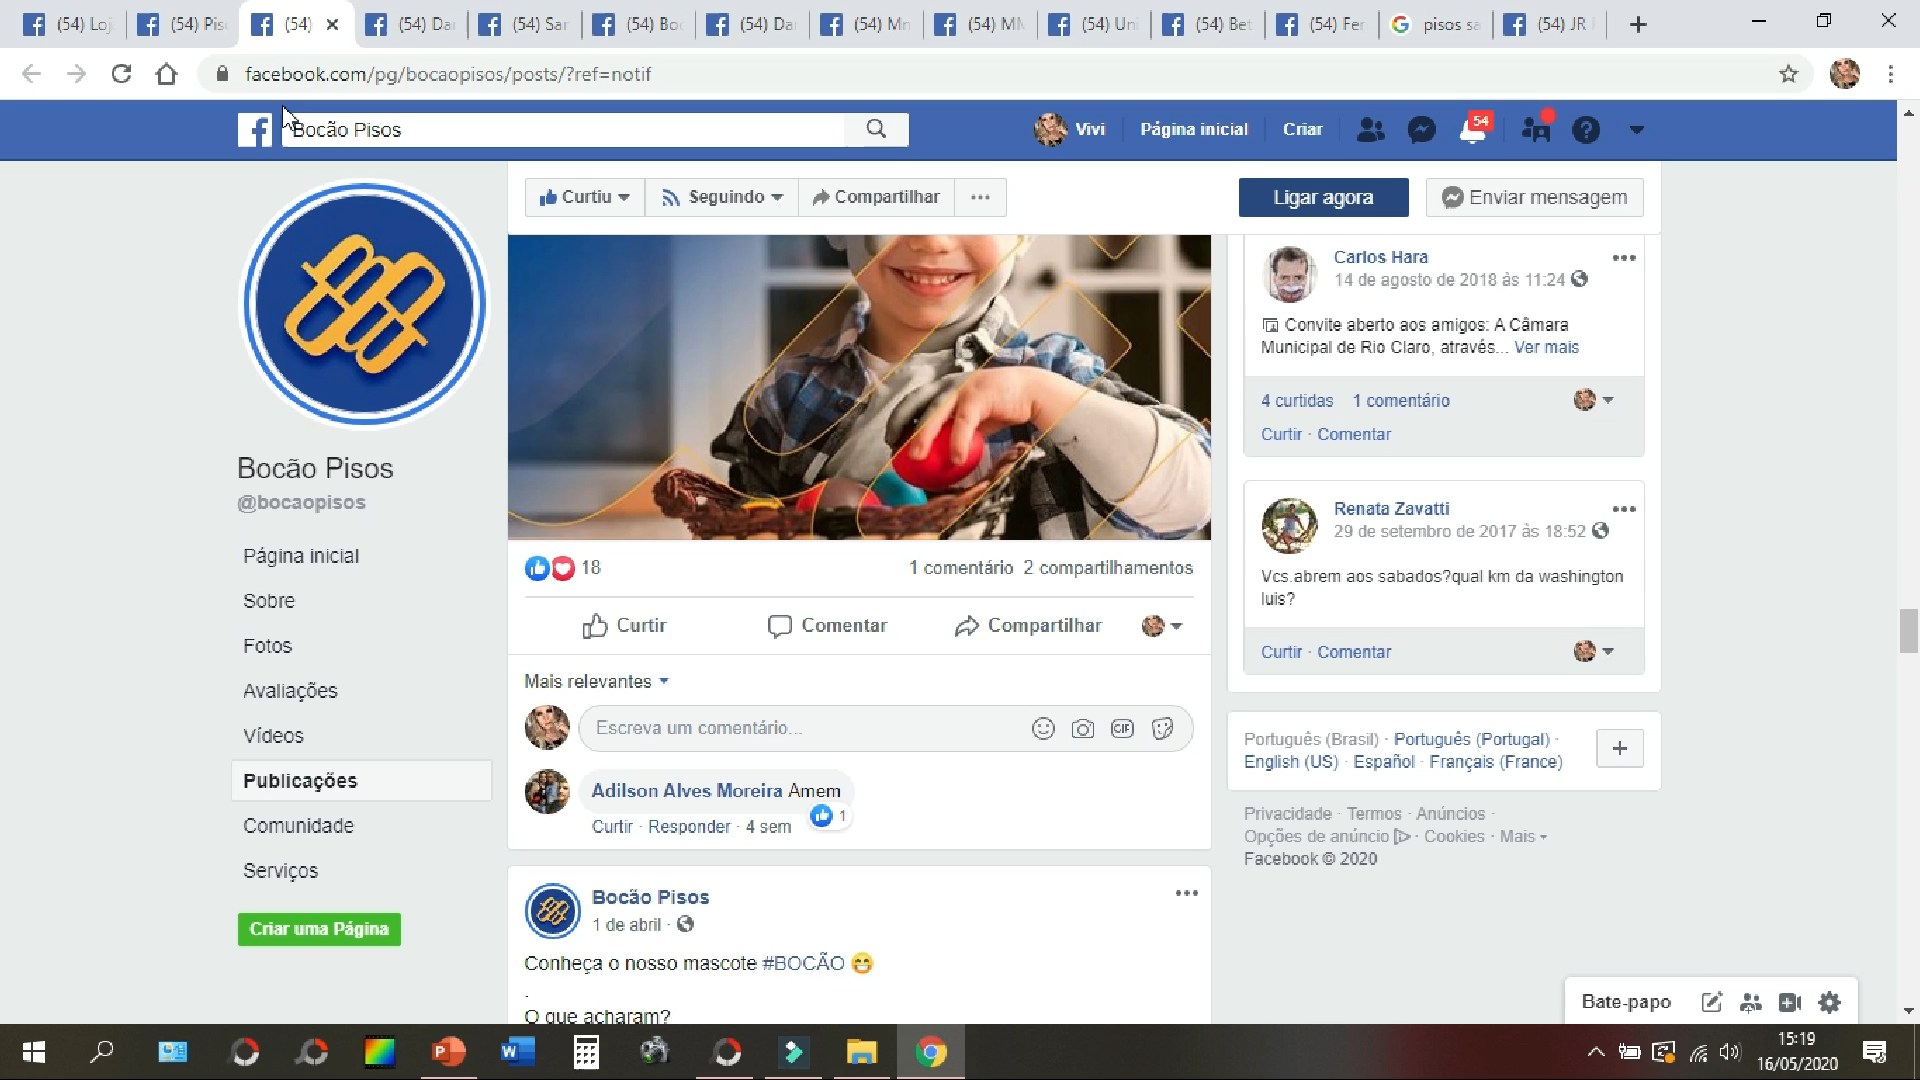 (54) Loj
(54) Pis
(54)
(54) Da
(54) Sar
(54) Bo
(54) Da
(54) Mn
(54) MN
(54) Un
(54) Bet
(54) Fer
pisos sa
(54) JR
facebook.com/pg/bocaopisos/posts/?ref=notif
Bocão Pisos
Vivi
Página inicial
Criar
54
Curtiu
Seguindo
Compartilhar
Ligar agora
Enviar mensagem
Bocão Pisos
@bocaopisos
Página inicial
Sobre
Fotos
Avaliações
Vídeos
Publicações
Comunidade
Serviços
Criar uma Página
18
1 comentário 2 compartilhamentos
Curtir
Comentar
Compartilhar
Mais relevantes
Escreva um comentário...
GIF
Adilson Alves Moreira Amem
1
Curtir · Responder · 4 sem
Bocão Pisos
1 de abril ·
Conheça o nosso mascote #BOCÃO 😁
.
O que acharam?
Carlos Hara
14 de agosto de 2018 às 11:24
Convite aberto aos amigos: A Câmara
Municipal de Rio Claro, através... Ver mais
4 curtidas 1 comentário
Curtir · Comentar
Renata Zavatti
29 de setembro de 2017 às 18:52
Vcs.abrem aos sabados?qual km da washington
luis?
Curtir · Comentar
Português (Brasil) · Português (Portugal) ·
English (US) · Español · Français (France)
Privacidade · Termos · Anúncios ·
Opções de anúncio · Cookies · Mais
Facebook © 2020
Bate-papo
15:19
16/05/2020